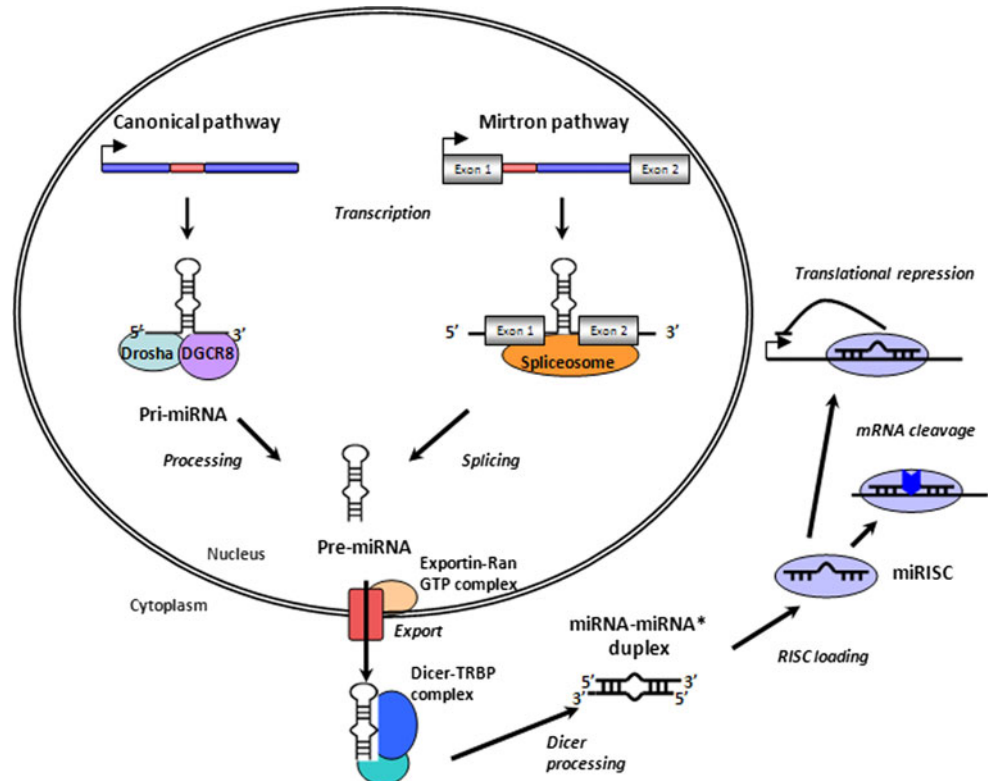 Canonical pathway
Mirtron pathway
Exon 1
Exon 2
Transcription
5’
3’
Drosha
DGCR8
5’
Exon 1
Exon 2
3’
Spliceosome
Pri-miRNA
Processing
Splicing
Pre-miRNA
Nucleus
Cytoplasm
Exportin-Ran
GTP complex
Export
Dicer-TRBP
complex
Dicer
processing
miRNA-miRNA*
duplex
5’
3’
3’
5’
RISC loading
miRISC
mRNA cleavage
Translational repression